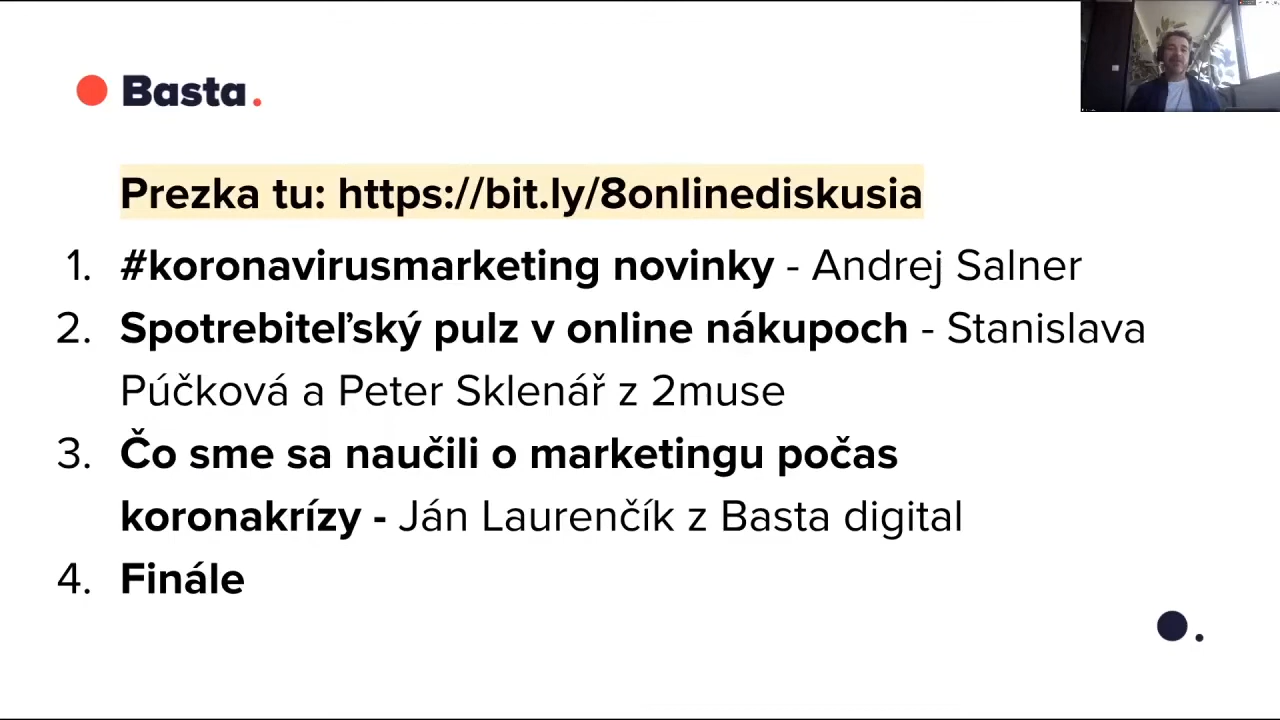 Basta.
Prezka tu: https://bit.ly/8onlinediskusia
1. #koronavirusmarketing novinky - Andrej Salner
2. Spotrebiteľský pulz v online nákupoch - Stanislava
Púčková a Peter Sklenář z 2muse
3. Čo sme sa naučili o marketingu počas
koronakrízy - Ján Laurenčík z Basta digital
4. Finále